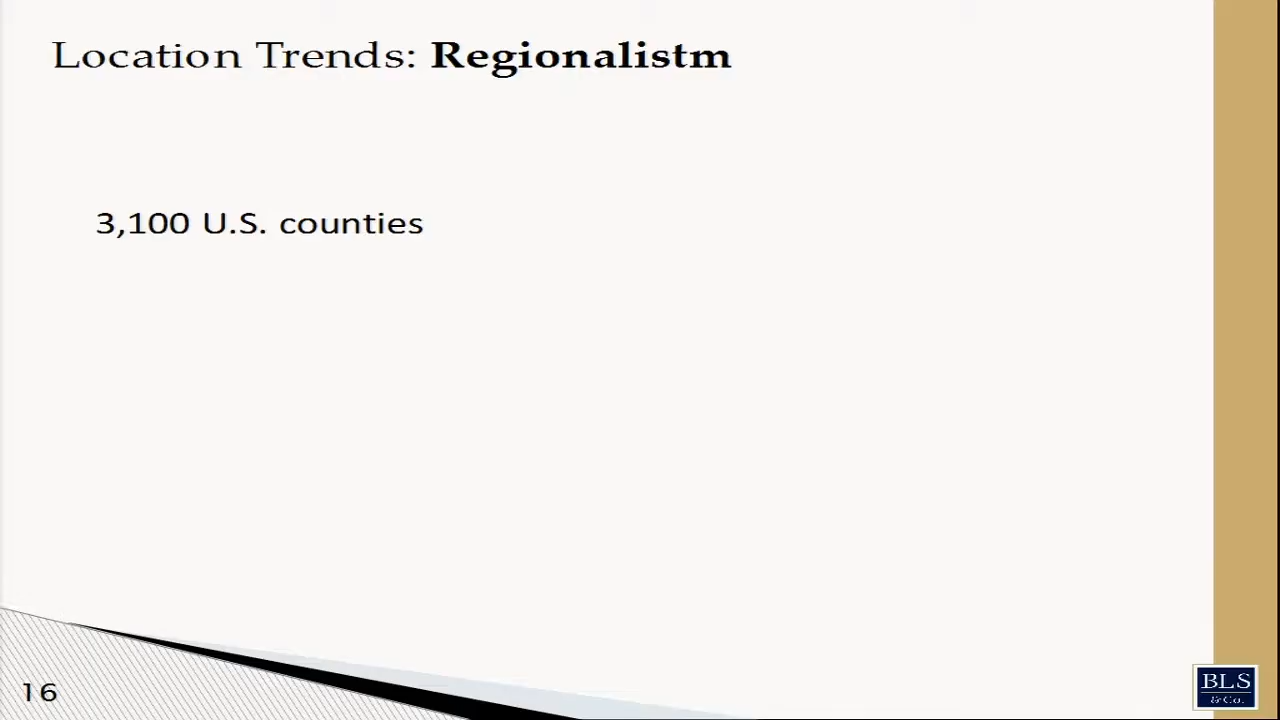 Location Trends: Regionalistm
3,100 U.S. counties
16
BLS
& Co.